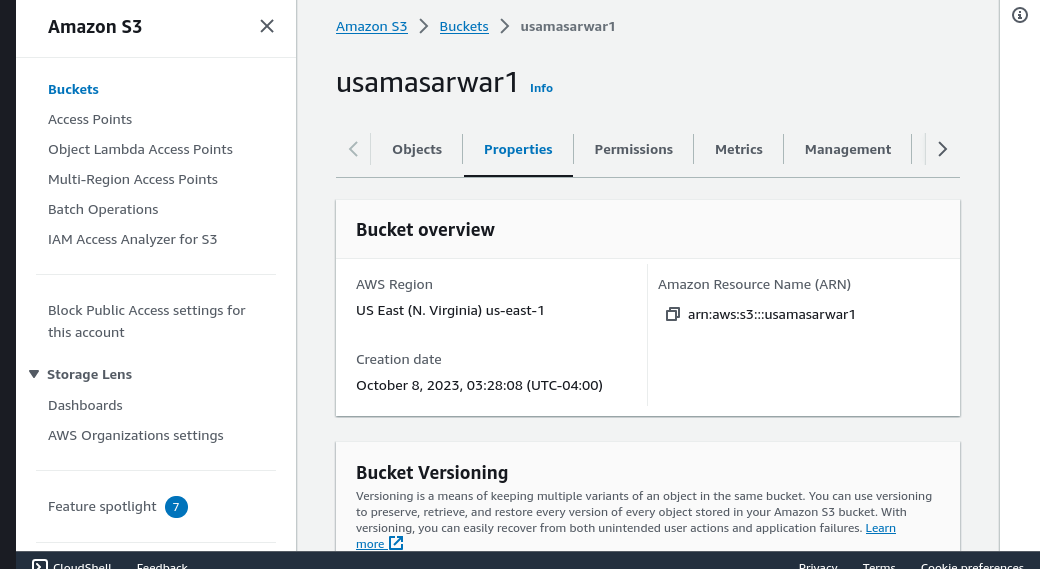 Amazon S3
Buckets
Access Points
Object Lambda Access Points
Multi-Region Access Points
Batch Operations
IAM Access Analyzer for S3
Block Public Access settings for
this account
Storage Lens
Dashboards
AWS Organizations settings
Feature spotlight 7
Amazon S3 Buckets usamasarwar1
usamasarwar1 Info
Objects Properties Permissions Metrics Management
Bucket overview
AWS Region
US East (N. Virginia) us-east-1
Creation date
October 8, 2023, 03:28:08 (UTC-04:00)
Amazon Resource Name (ARN)
arn:aws:s3:::usamasarwar1
Bucket Versioning
Versioning is a means of keeping multiple variants of an object in the same bucket. You can use versioning
to preserve, retrieve, and restore every version of every object stored in your Amazon S3 bucket. With
versioning, you can easily recover from both unintended user actions and application failures. Learn
more
CloudShell Feedback Privacy Terms Cookie preferences